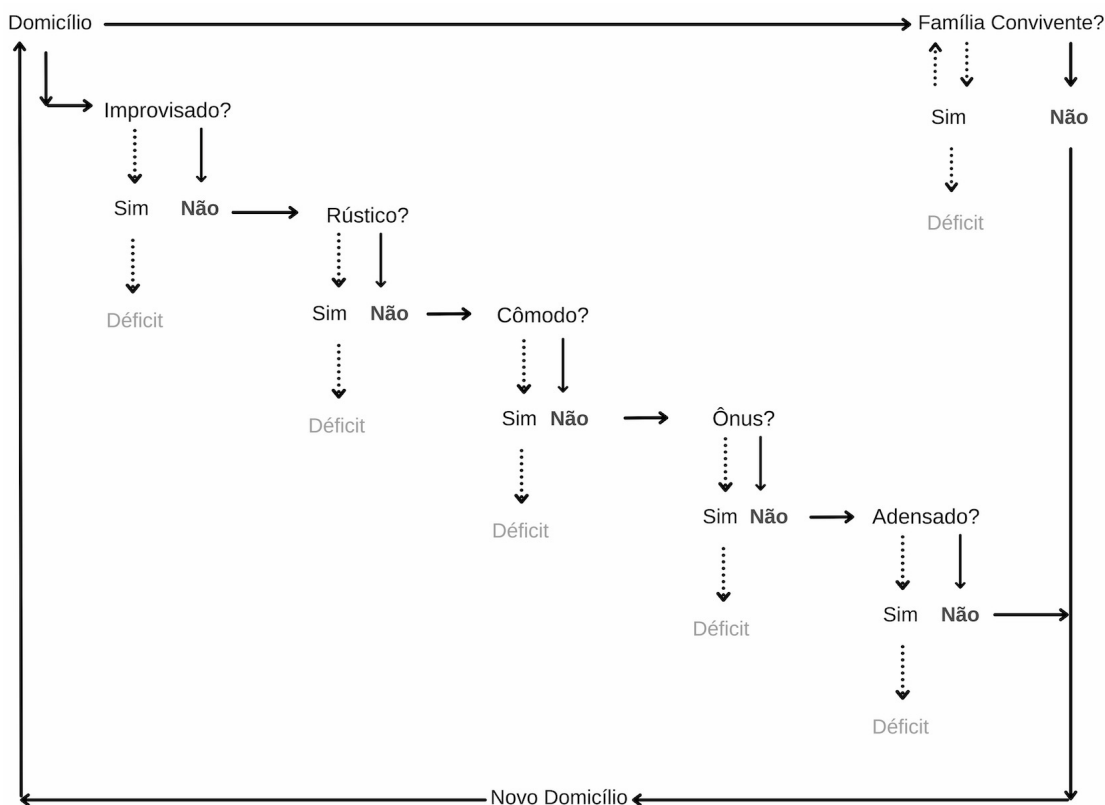 Domicílio
Família Convivente?
Improvisado?
Sim
Não
Sim
Não
Rústico?
Déficit
Déficit
Sim
Não
Cômodo?
Déficit
Sim
Não
Ônus?
Déficit
Sim
Não
Adensado?
Déficit
Sim
Não
Déficit
Novo Domicílio